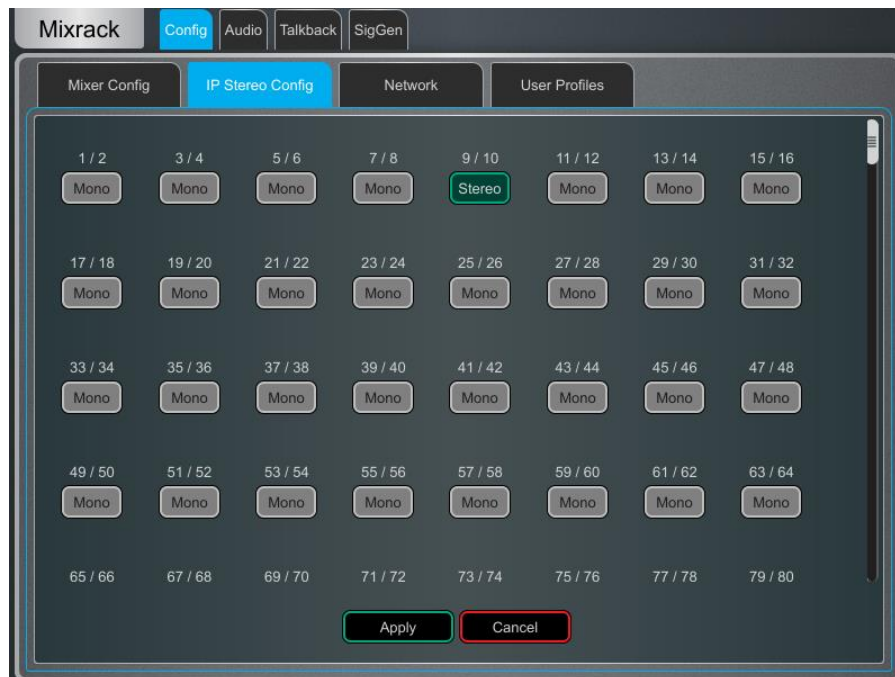 Mixrack Config Audio Talkback SigGen
Mixer Config IP Stereo Config Network User Profiles
1 / 2 3 / 4 5 / 6 7 / 8 9 / 10 11 / 12 13 / 14 15 / 16
Mono Mono Mono Mono Stereo Mono Mono Mono
17 / 18 19 / 20 21 / 22 23 / 24 25 / 26 27 / 28 29 / 30 31 / 32
Mono Mono Mono Mono Mono Mono Mono Mono
33 / 34 35 / 36 37 / 38 39 / 40 41 / 42 43 / 44 45 / 46 47 / 48
Mono Mono Mono Mono Mono Mono Mono Mono
49 / 50 51 / 52 53 / 54 55 / 56 57 / 58 59 / 60 61 / 62 63 / 64
Mono Mono Mono Mono Mono Mono Mono Mono
65 / 66 67 / 68 69 / 70 71 / 72 73 / 74 75 / 76 77 / 78 79 / 80
Apply Cancel